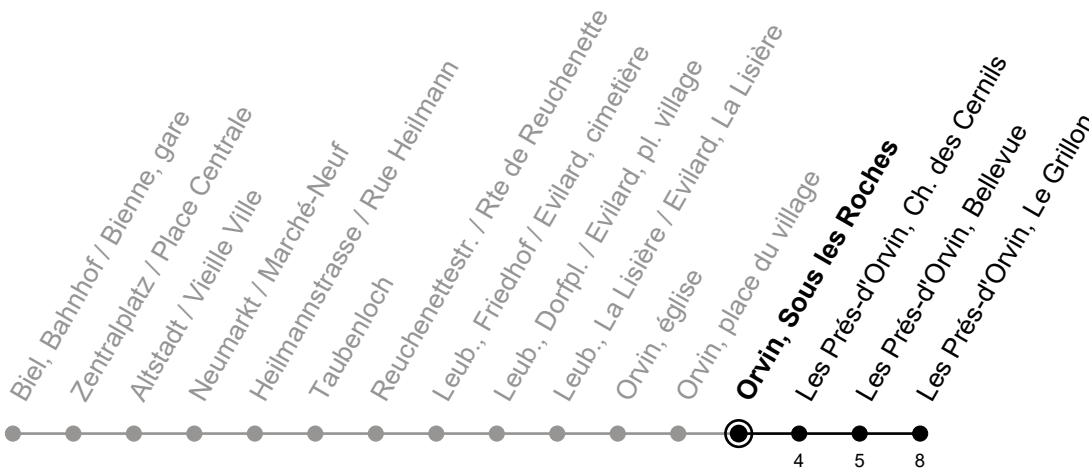 Biel, Bahnhof / Bienne, gare
Zentralplatz / Place Centrale
Altstadt / Vieille Ville
Neumarkt / Marché-Neuf
Heilmannstrasse / Rue Heilmann
Taubenloch
Reuchenettestr. / Rte de Reuchenette
Leub., Friedhof / Evilard, cimetière
Leub., Dorfpl. / Evilard, pl. village
Leub., La Lisière / Evilard, La Lisière
Orvin, église
Orvin, place du village
Orvin, Sous les Roches
Les Prés-d'Orvin, Ch. des Cernils
Les Prés-d'Orvin, Bellevue
Les Prés-d'Orvin, Le Grillon
4 5 8